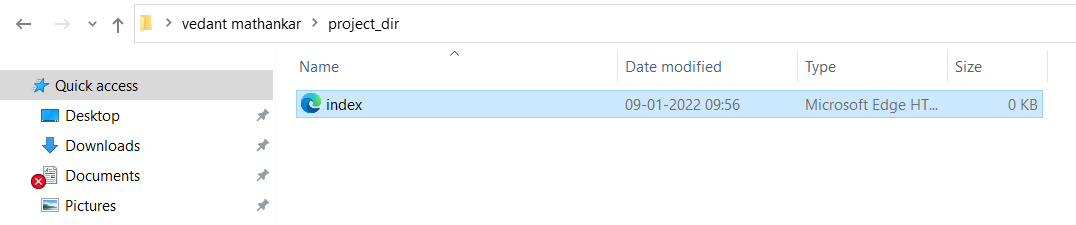 vedant mathankar project_dir
Name Date modified Type Size
Quick access
index 09-01-2022 09:56 Microsoft Edge HT... 0 KB
Desktop
Downloads
Documents
Pictures